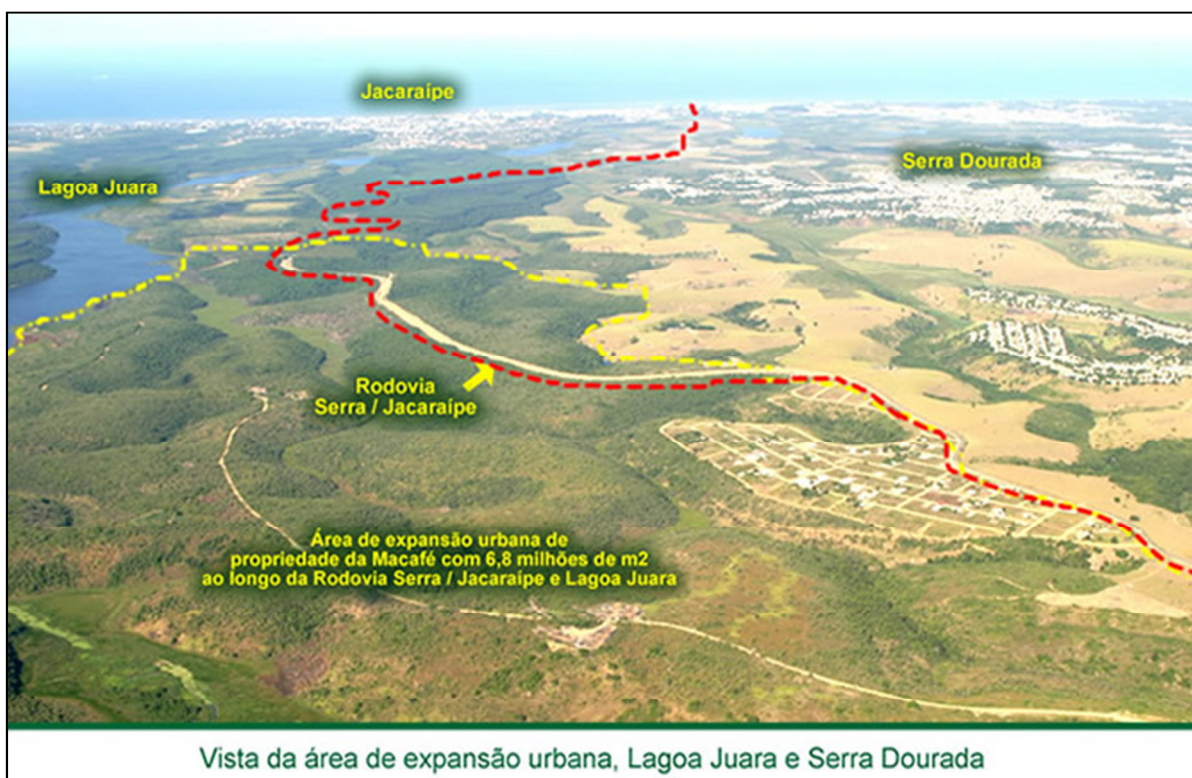 Jacaraípe
Lagoa Juara
Serra Dourada
Rodovia
Serra / Jacaraípe
Área de expansão urbana de
propriedade da Macafé com 6,8 milhões de m2
ao longo da Rodovia Serra / Jacaraípe e Lagoa Juara
Vista da área de expansão urbana, Lagoa Juara e Serra Dourada